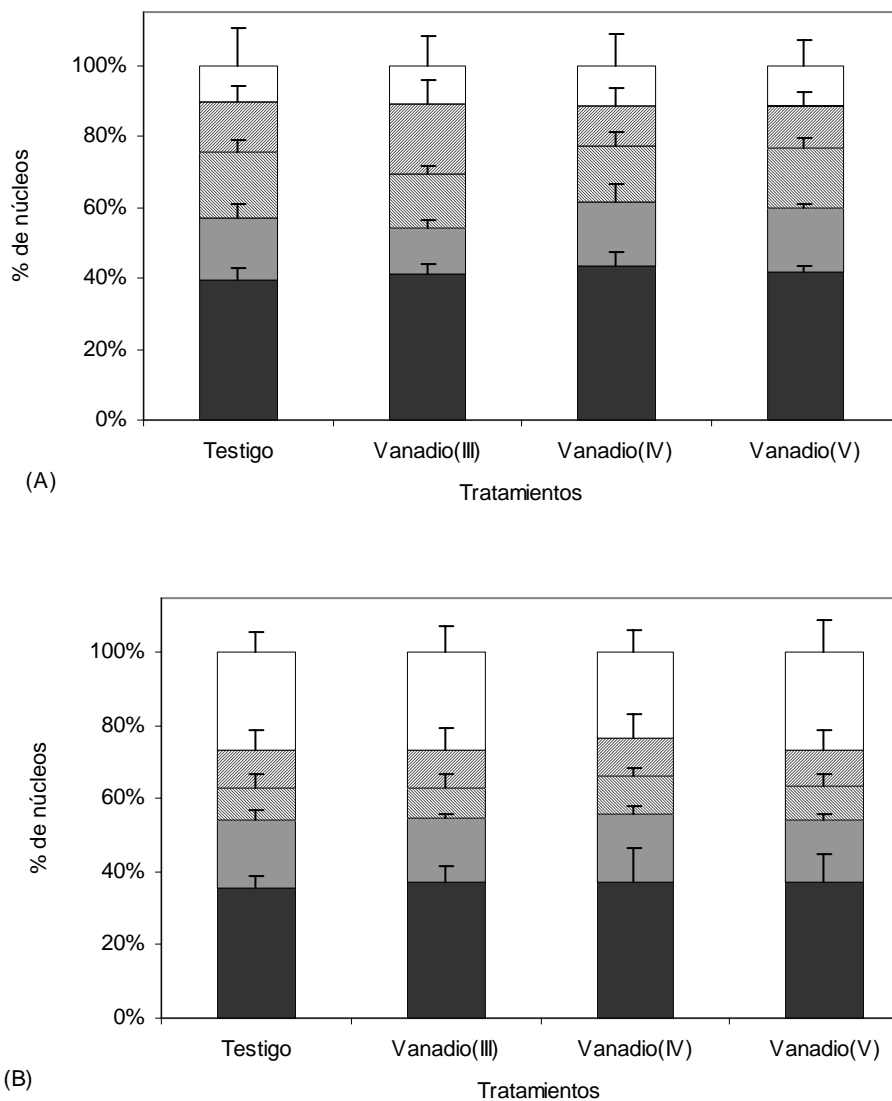 100%
80%
60%
40%
20%
0%
% de núcleos
Testigo Vanadio(III) Vanadio(IV) Vanadio(V)
(A)
Tratamientos
100%
80%
60%
40%
20%
0%
% de núcleos
Testigo Vanadio(III) Vanadio(IV) Vanadio(V)
(B)
Tratamientos